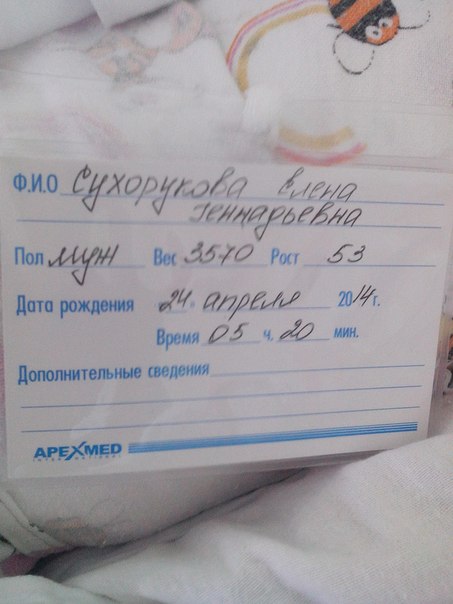 Ф.И.О Сухорукова Елена
Геннадьевна
Пол муж Вес 3570 Рост 53
Дата рождения 24 апреля 2014 г.
Время 05 ч. 20 мин.
Дополнительные сведения
APEXMED
INTERNATIONAL